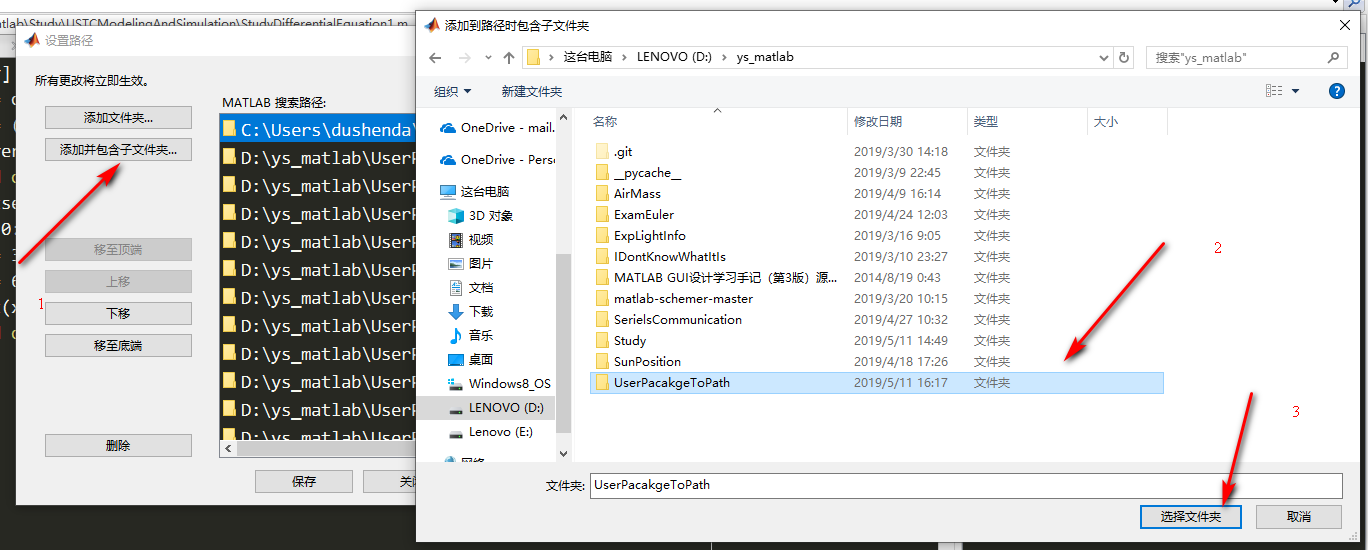 atlab\Study\USTCModelingAndSimulation\StudyDifferentialEquation1.m
设置路径
所有更改将立即生效。
添加文件夹...
添加并包含子文件夹...
移至顶端
上移
1
下移
移至底端
删除
MATLAB 搜索路径:
C:\Users\dushenda\
D:\ys_matlab\UserP
D:\ys_matlab\UserP
D:\ys_matlab\UserP
D:\ys_matlab\UserP
D:\ys_matlab\UserP
D:\ys_matlab\UserP
D:\ys_matlab\UserP
D:\ys_matlab\UserP
D:\ys_matlab\UserP
D:\ys_matlab\UserP
D:\ys_matlab\UserP
保存
关闭
添加到路径时包含子文件夹
这台电脑 LENOVO (D:) ys_matlab
搜索"ys_matlab"
组织 新建文件夹
OneDrive - mail.
OneDrive - Perso
这台电脑
3D 对象
视频
图片
文档
下载
音乐
桌面
Windows8_OS
LENOVO (D:)
Lenovo (E:)
网络
名称 修改日期 类型 大小
.git 2019/3/30 14:18 文件夹
__pycache__ 2019/3/9 22:45 文件夹
AirMass 2019/4/9 16:14 文件夹
ExamEuler 2019/4/24 12:03 文件夹
ExpLightInfo 2019/3/16 9:05 文件夹
IDontKnowWhatItIs 2019/3/10 23:27 文件夹
MATLAB GUI设计学习手记（第3版）源... 2014/8/19 0:43 文件夹
matlab-schemer-master 2019/3/20 10:15 文件夹
SerielsCommunication 2019/4/27 10:32 文件夹
Study 2019/5/11 14:49 文件夹
SunPosition 2019/4/18 17:26 文件夹
UserPacakgeToPath 2019/5/11 16:17 文件夹
2
3
文件夹: UserPacakgeToPath
选择文件夹
取消